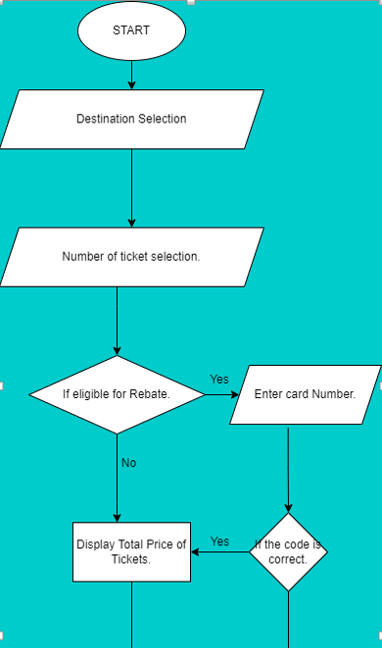 START
Destination Selection
Number of ticket selection.
If eligible for Rebate.
Yes
Enter card Number.
No
Display Total Price of
Tickets.
Yes
If the code is
correct.